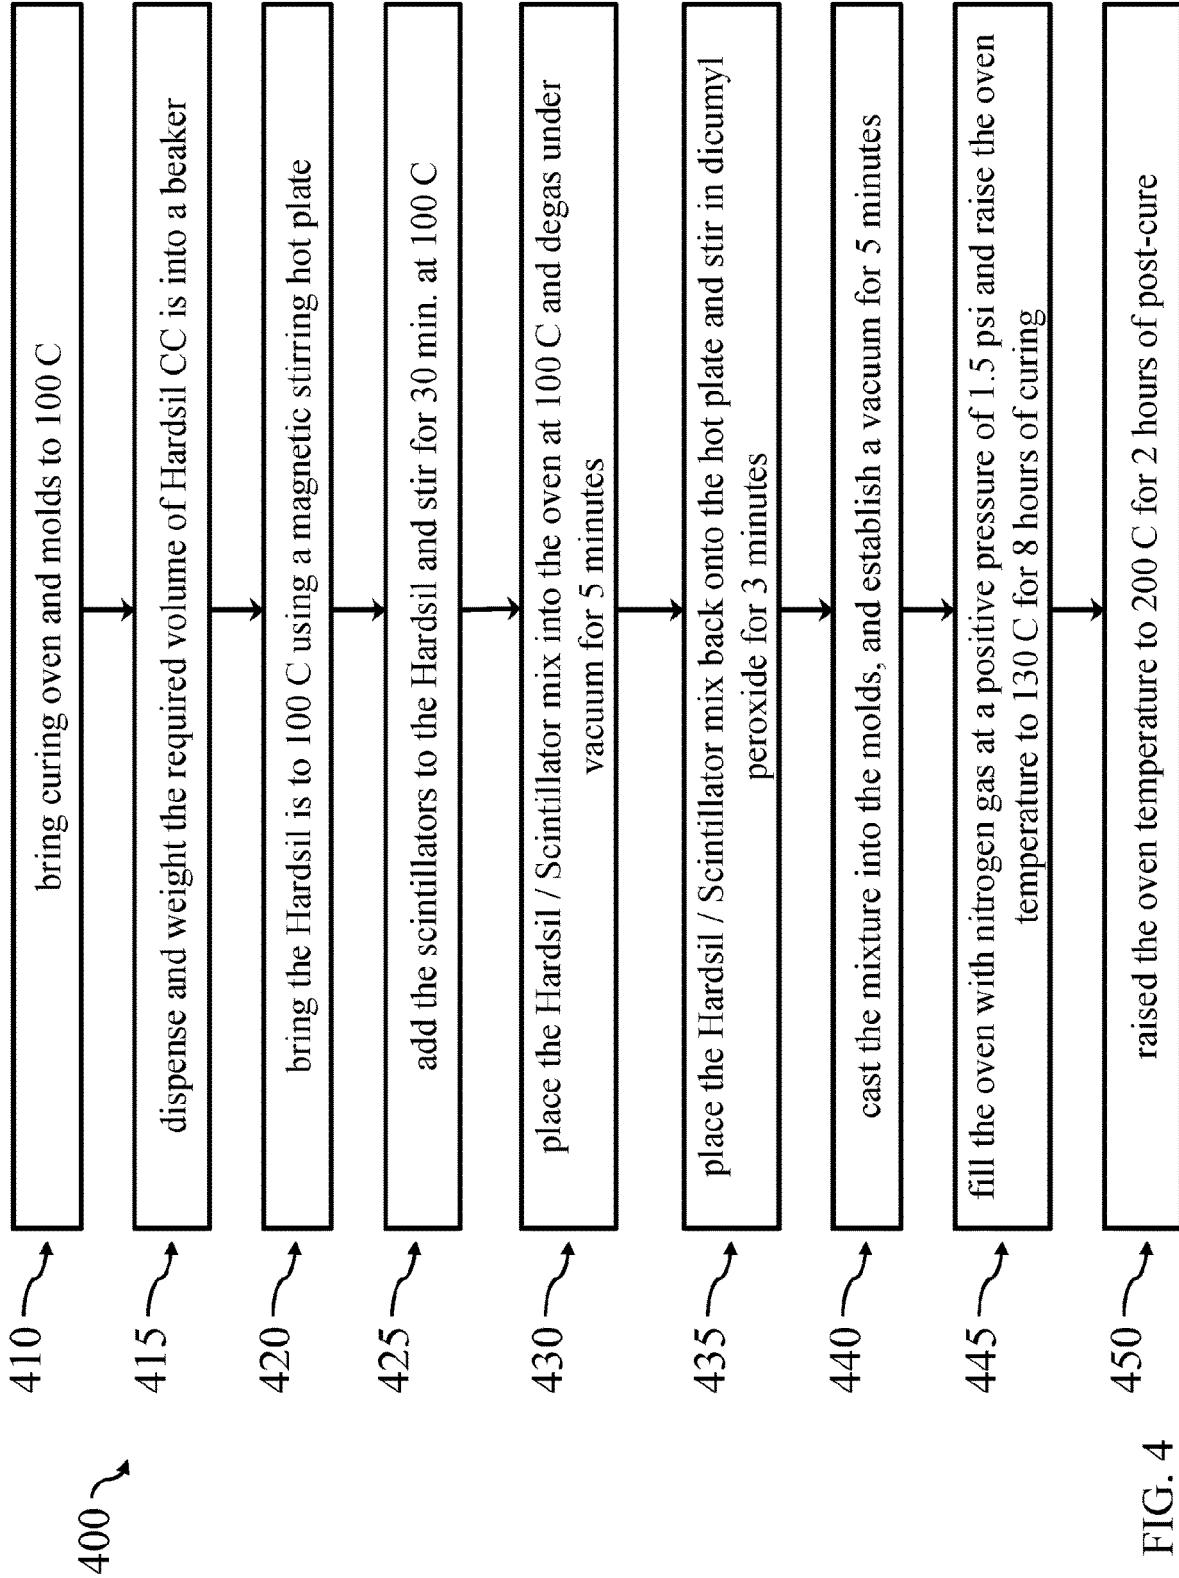 400
410
bring curing oven and molds to 100 C
415
dispense and weight the required volume of Hardsil CC is into a beaker
420
bring the Hardsil is to 100 C using a magnetic stirring hot plate
425
add the scintillators to the Hardsil and stir for 30 min. at 100 C
430
place the Hardsil / Scintillator mix into the oven at 100 C and degas under
vacuum for 5 minutes
435
place the Hardsil / Scintillator mix back onto the hot plate and stir in dicumyl
peroxide for 3 minutes
440
cast the mixture into the molds, and establish a vacuum for 5 minutes
445
fill the oven with nitrogen gas at a positive pressure of 1.5 psi and raise the oven
temperature to 130 C for 8 hours of curing
450
raised the oven temperature to 200 C for 2 hours of post-cure
FIG. 4